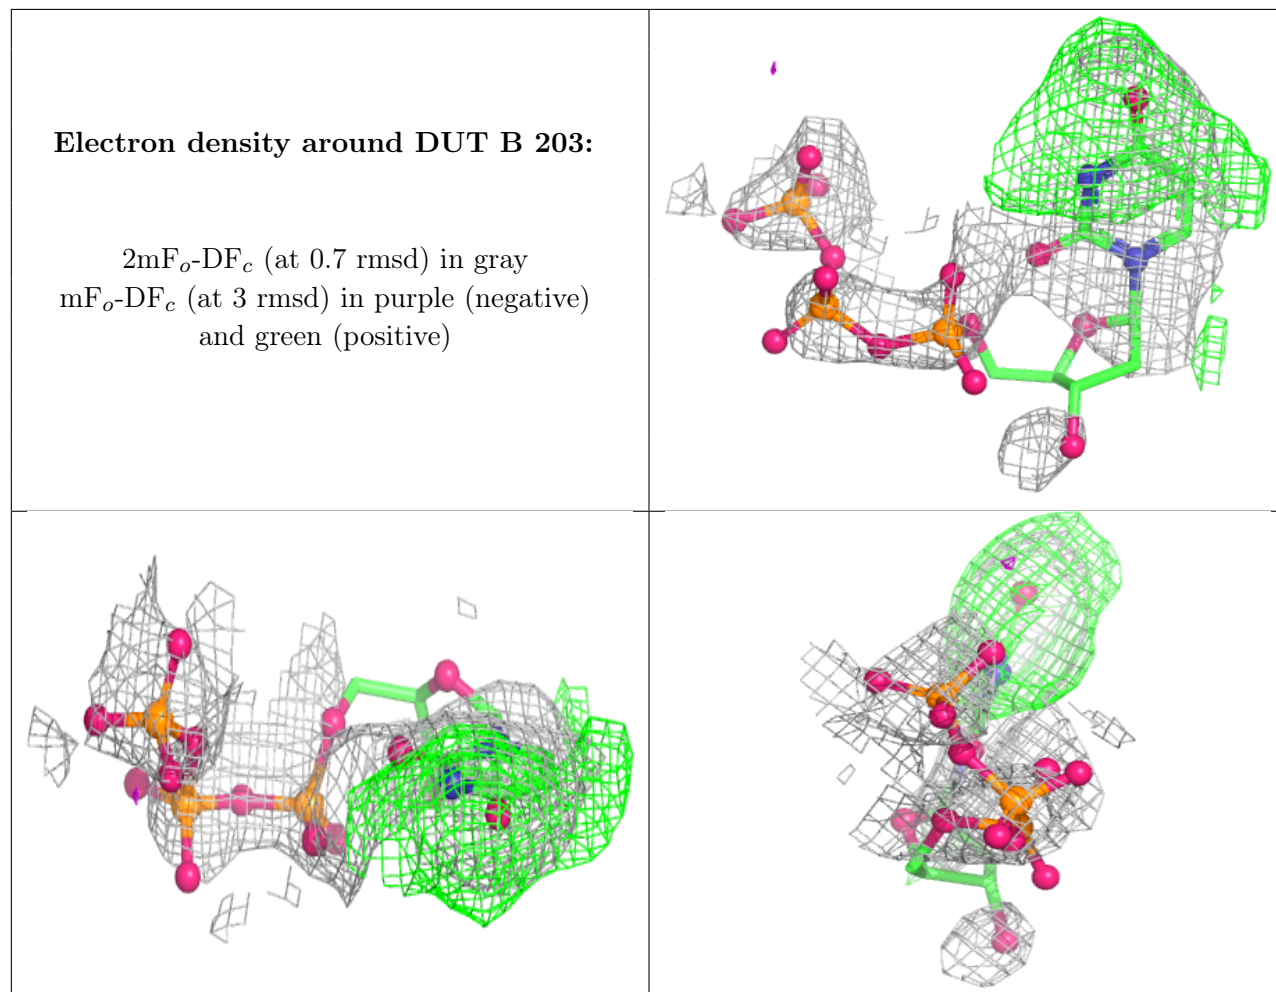 Electron density around DUT B 203:
2mFo-DFc (at 0.7 rmsd) in gray
mFo-DFc (at 3 rmsd) in purple (negative)
and green (positive)